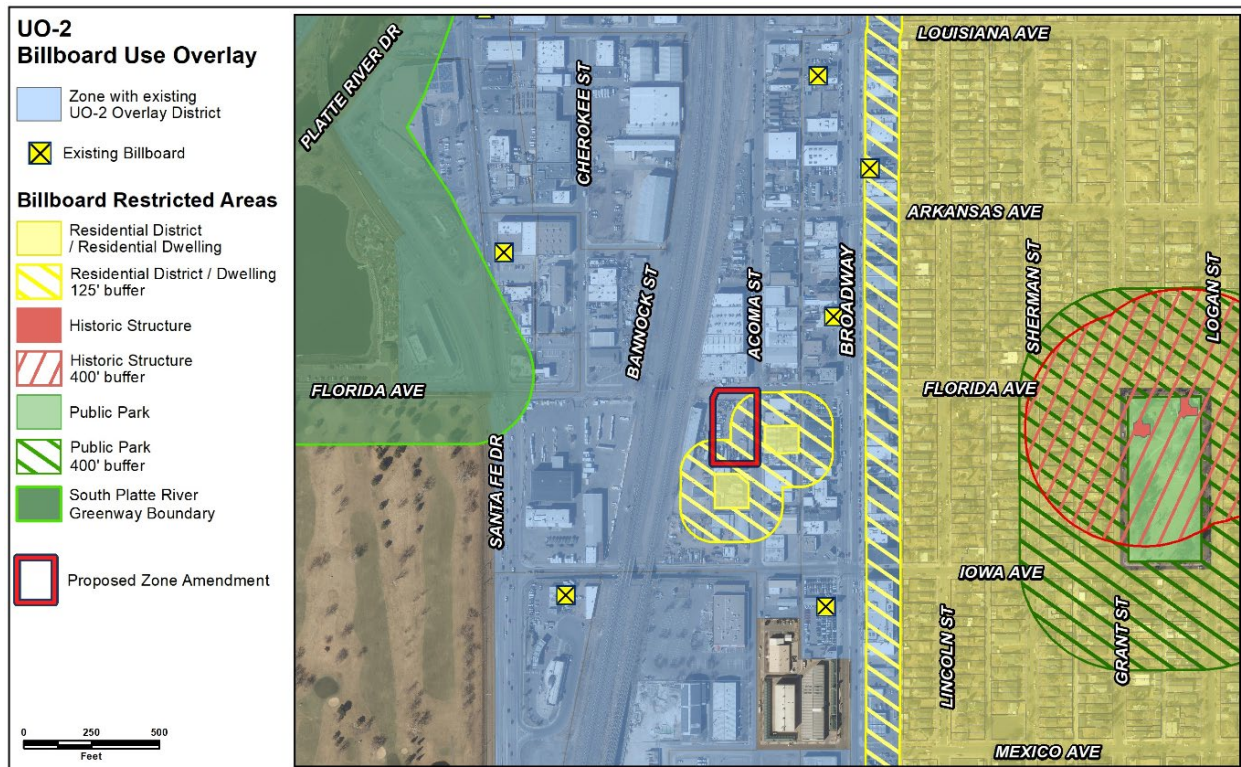 UO-2
Billboard Use Overlay
Zone with existing
UO-2 Overlay District
Existing Billboard
Billboard Restricted Areas
Residential District
/ Residential Dwelling
Residential District / Dwelling
125' buffer
Historic Structure
Historic Structure
400' buffer
Public Park
Public Park
400' buffer
South Platte River
Greenway Boundary
Proposed Zone Amendment
0 250 500
Feet
PLATTE RIVER DR
CHEROKEE ST
LOUISIANA AVE
ARKANSAS AVE
BANNOCK ST
ACOMA ST
BROADWAY
SHERMAN ST
LOGAN ST
FLORIDA AVE
FLORIDA AVE
SANTA FE DR
IOWA AVE
LINCOLN ST
GRANT ST
MEXICO AVE